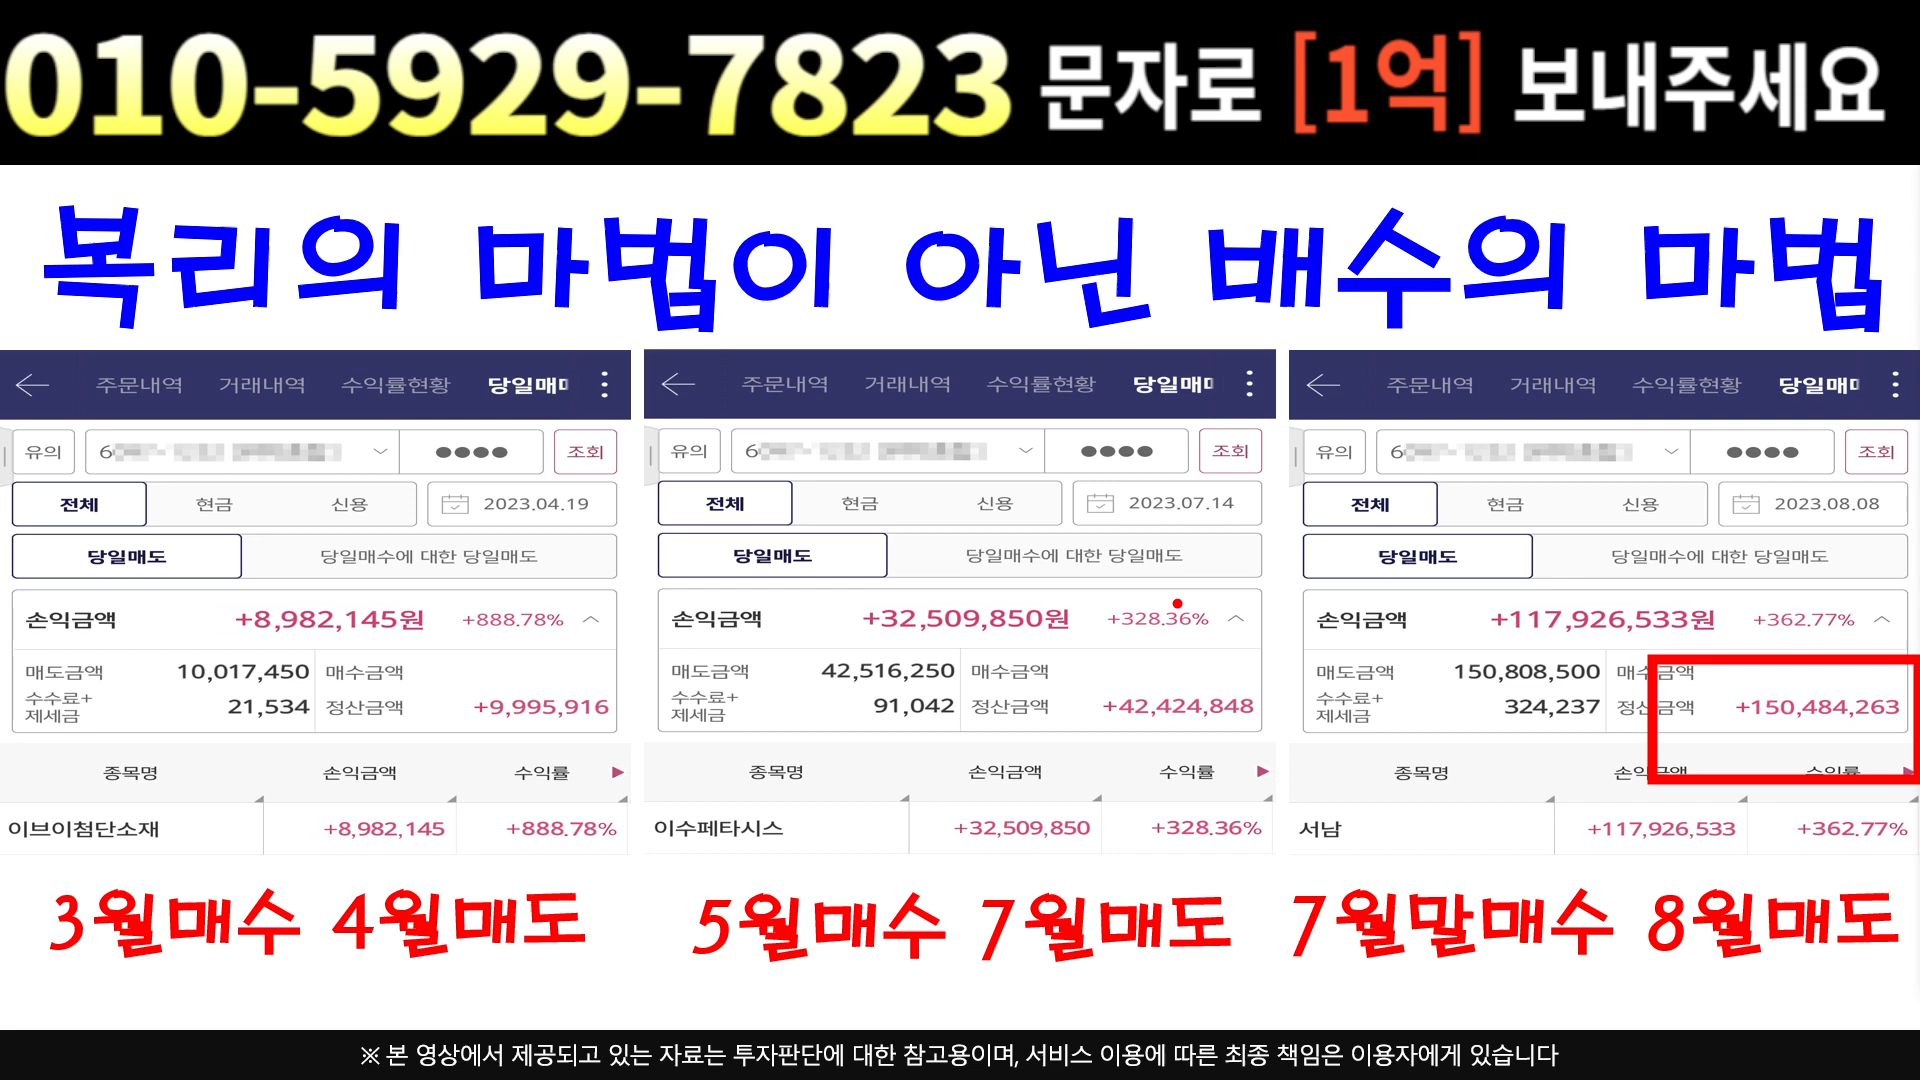 010-5929-7823 문자로 [1억] 보내주세요
복리의 마법이 아닌 배수의 마법
주문내역 거래내역 수익률현황 당일매매
유의 6 조회
전체 현금 신용 2023.04.19
당일매도 당일매수에 대한 당일매도
손익금액 +8,982,145원 +888.78%
매도금액 10,017,450 매수금액
수수료+
제세금 21,534 정산금액 +9,995,916
종목명 손익금액 수익률
이브이첨단소재 +8,982,145 +888.78%
3월매수 4월매도
주문내역 거래내역 수익률현황 당일매매
유의 6 조회
전체 현금 신용 2023.07.14
당일매도 당일매수에 대한 당일매도
손익금액 +32,509,850원 +328.36%
매도금액 42,516,250 매수금액
수수료+
제세금 91,042 정산금액 +42,424,848
종목명 손익금액 수익률
이수페타시스 +32,509,850 +328.36%
5월매수 7월매도
주문내역 거래내역 수익률현황 당일매매
유의 6 조회
전체 현금 신용 2023.08.08
당일매도 당일매수에 대한 당일매도
손익금액 +117,926,533원 +362.77%
매도금액 150,808,500 매수금액
수수료+
제세금 324,237 정산금액 +150,484,263
종목명 손익금액 수익률
서남 +117,926,533 +362.77%
7월말매수 8월매도
※ 본 영상에서 제공되고 있는 자료는 투자판단에 대한 참고용이며, 서비스 이용에 따른 최종 책임은 이용자에게 있습니다